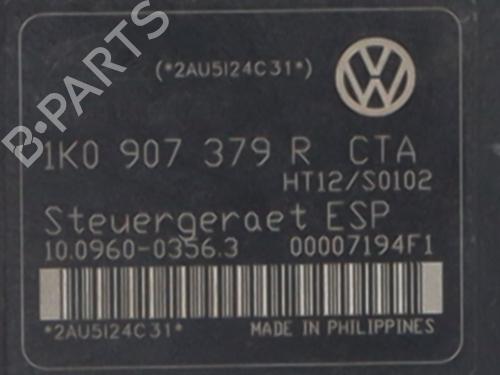 B-PARTS
(*2AU5I24C31*)
1K0 907 379 R CTA
HT12/S0102
Steuergeraet ESP
10.0960-0356.3 00007194F1
*2AU5I24C31* MADE IN PHILIPPINES